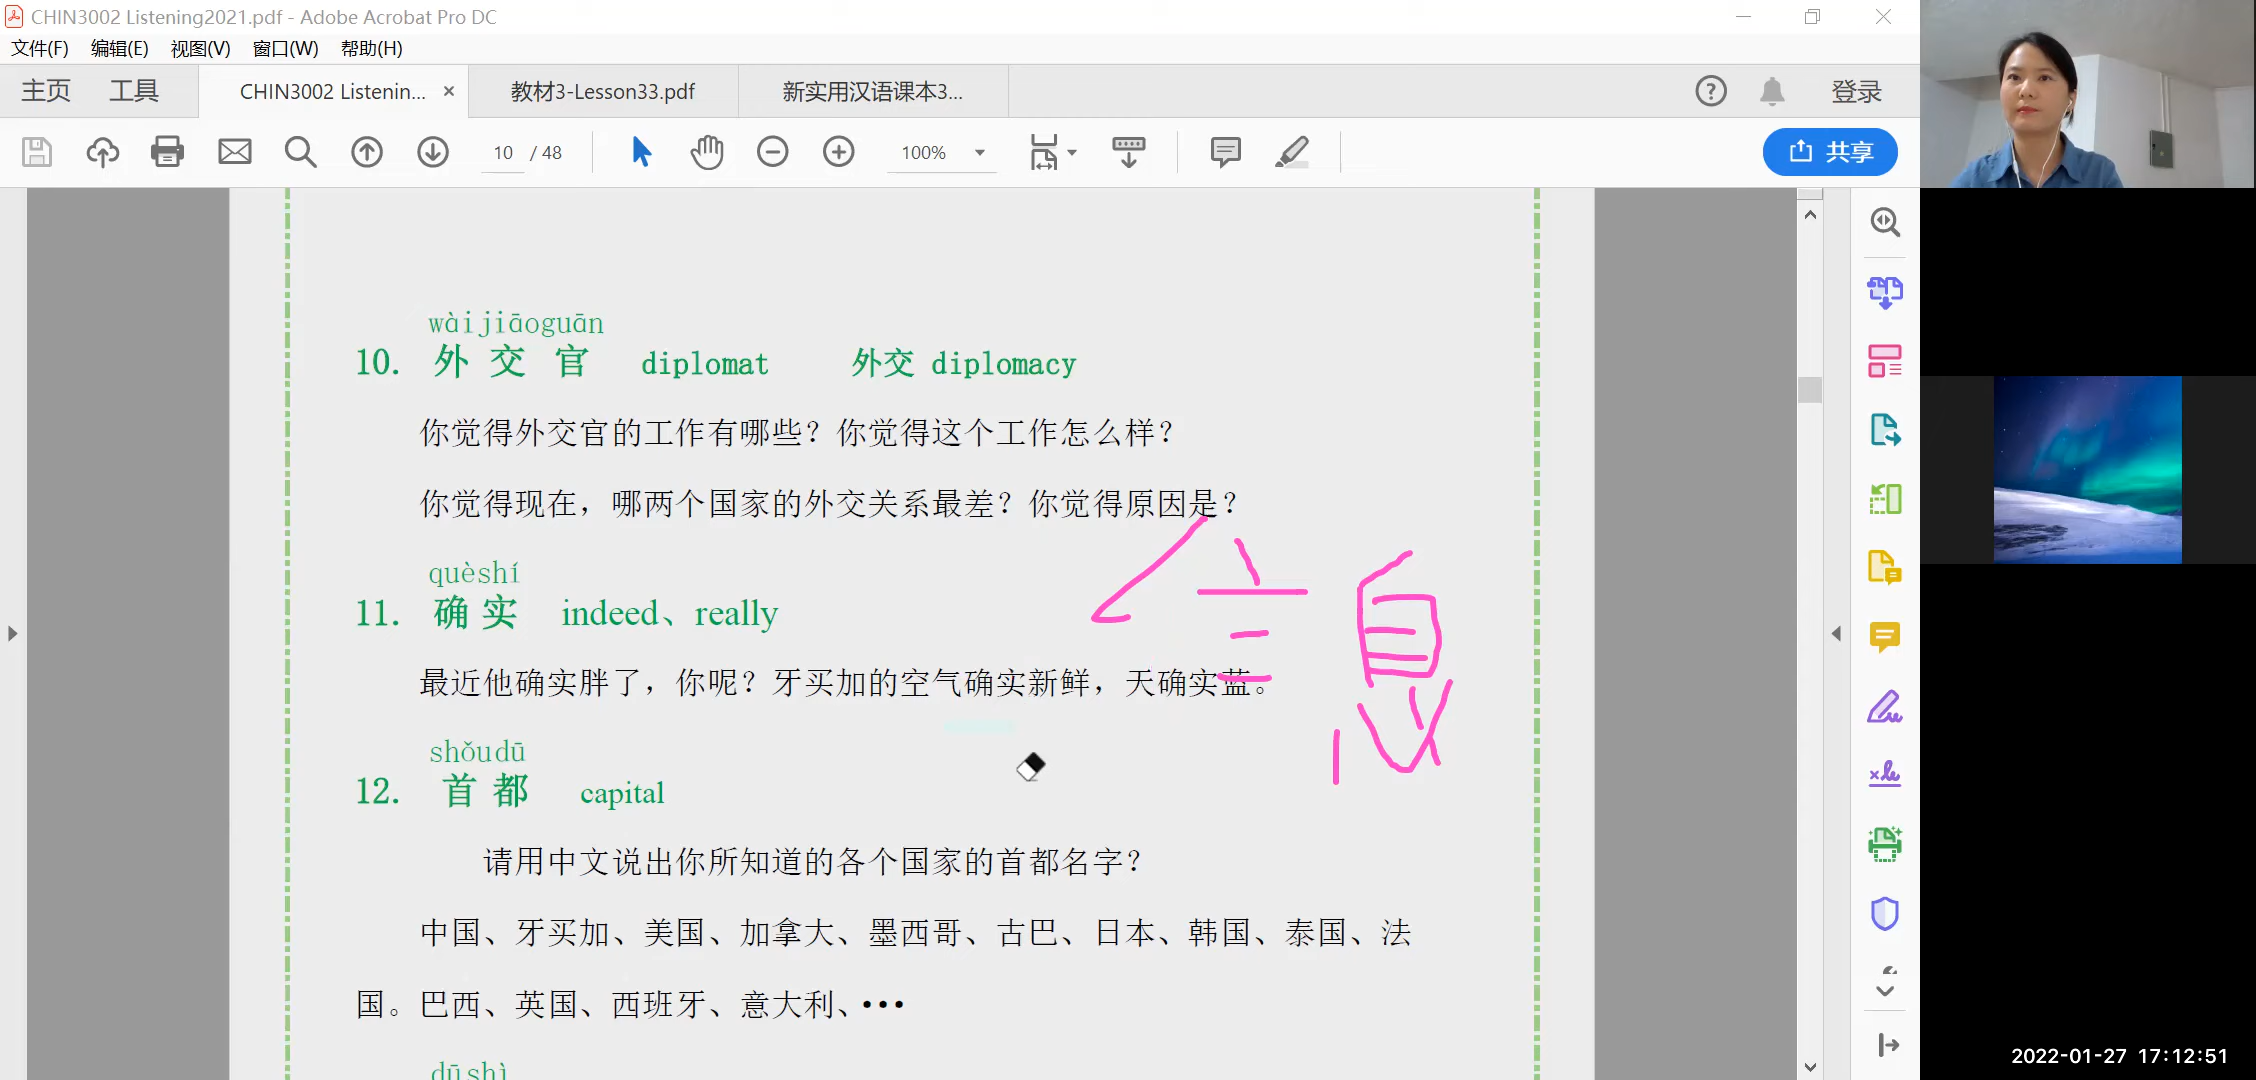 CHIN3002 Listening2021.pdf - Adobe Acrobat Pro DC
文件(F) 编辑(E) 视图(V) 窗口(W) 帮助(H)
主页 工具 CHIN3002 Listenin... × 教材3-Lesson33.pdf 新实用汉语课本3... 登录
10 / 48 100% 共享
wàijiāoguān
10. 外交官 diplomat 外交 diplomacy
你觉得外交官的工作有哪些？你觉得这个工作怎么样？
你觉得现在，哪两个国家的外交关系最差？你觉得原因是？
quèshí
11. 确实 indeed、really
最近他确实胖了，你呢？牙买加的空气确实新鲜，天确实蓝。
shǒudū
12. 首都 capital
请用中文说出你所知道的各个国家的首都名字？
中国、牙买加、美国、加拿大、墨西哥、古巴、日本、韩国、泰国、法
国。巴西、英国、西班牙、意大利、•••
dūshì
2022-01-27 17:12:51